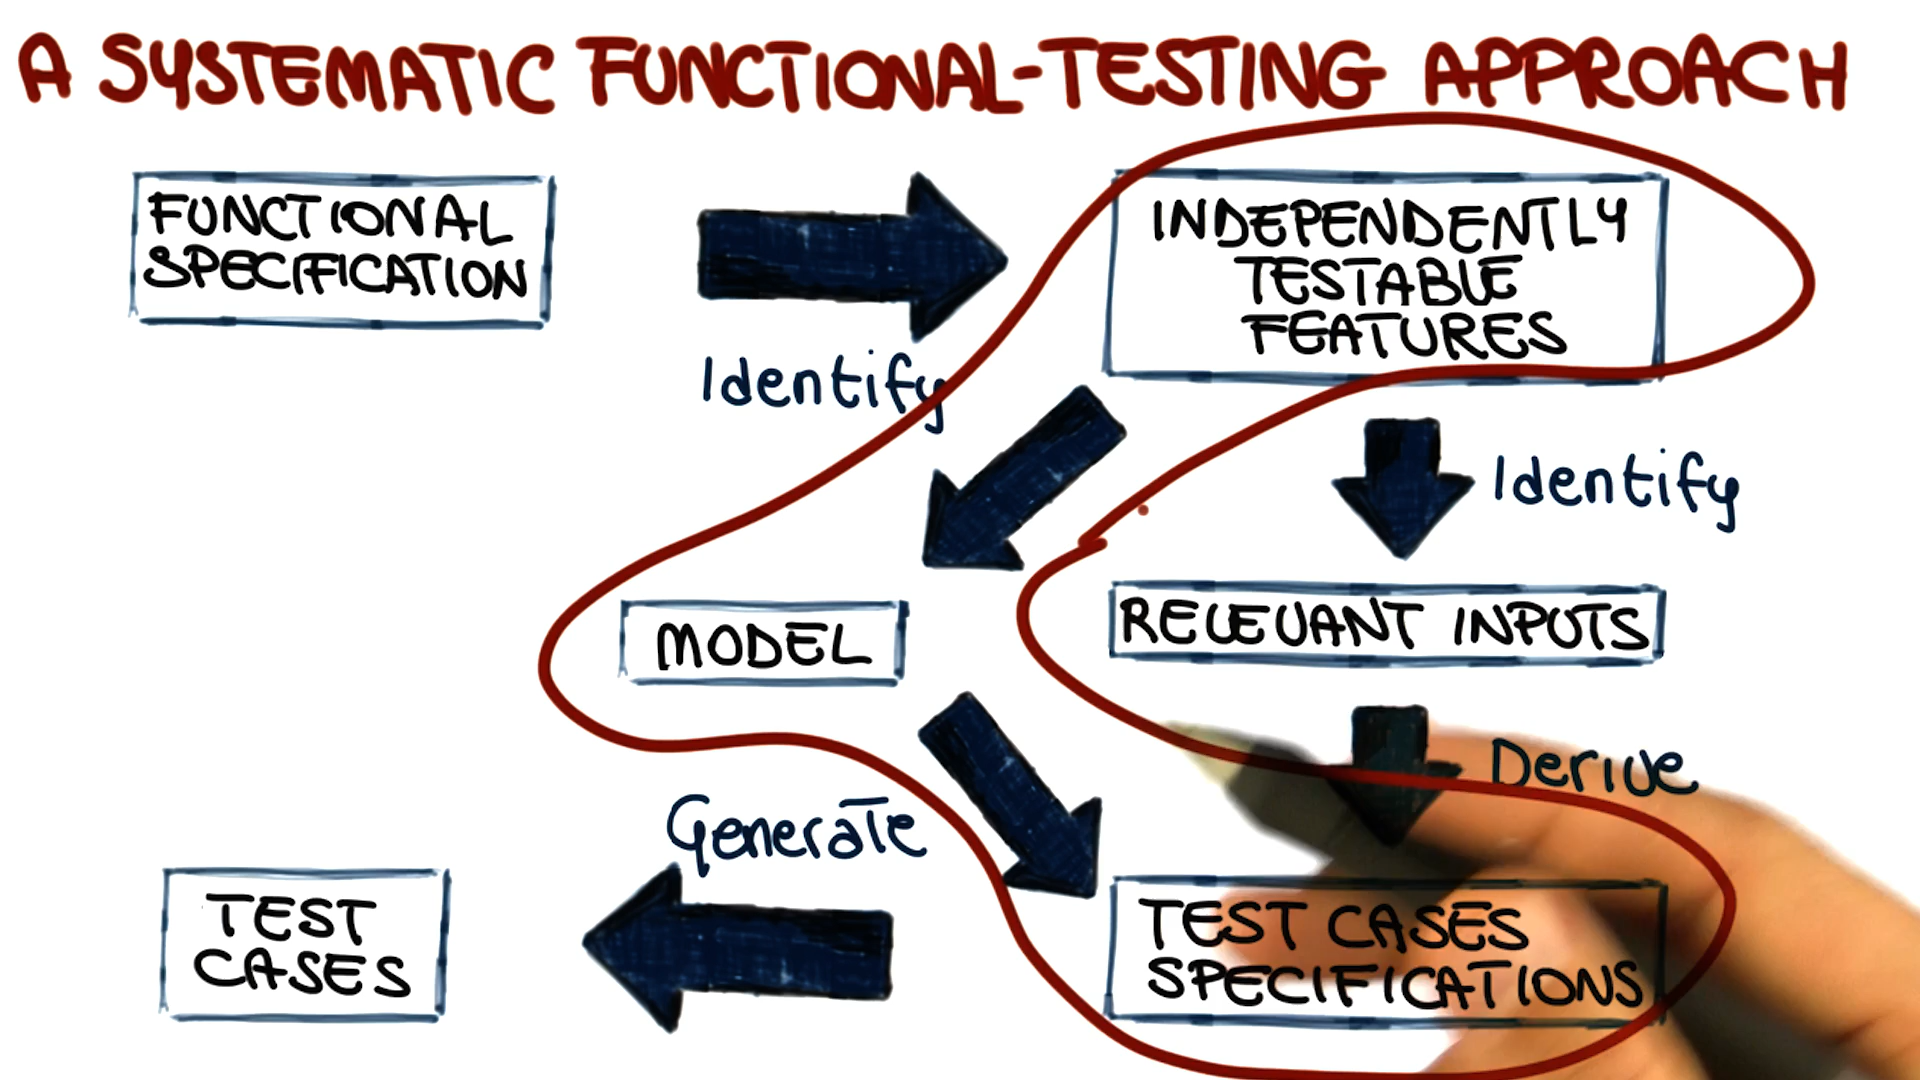 A SYSTEMATIC FUNCTIONAL-TESTING APPROACH
FUNCTIONAL
SPECIFICATION
Identify
INDEPENDENTLY
TESTABLE
FEATURES
Identify
MODEL
RELEVANT INPUTS
Derive
Generate
TEST
CASES
TEST CASES
SPECIFICATIONS